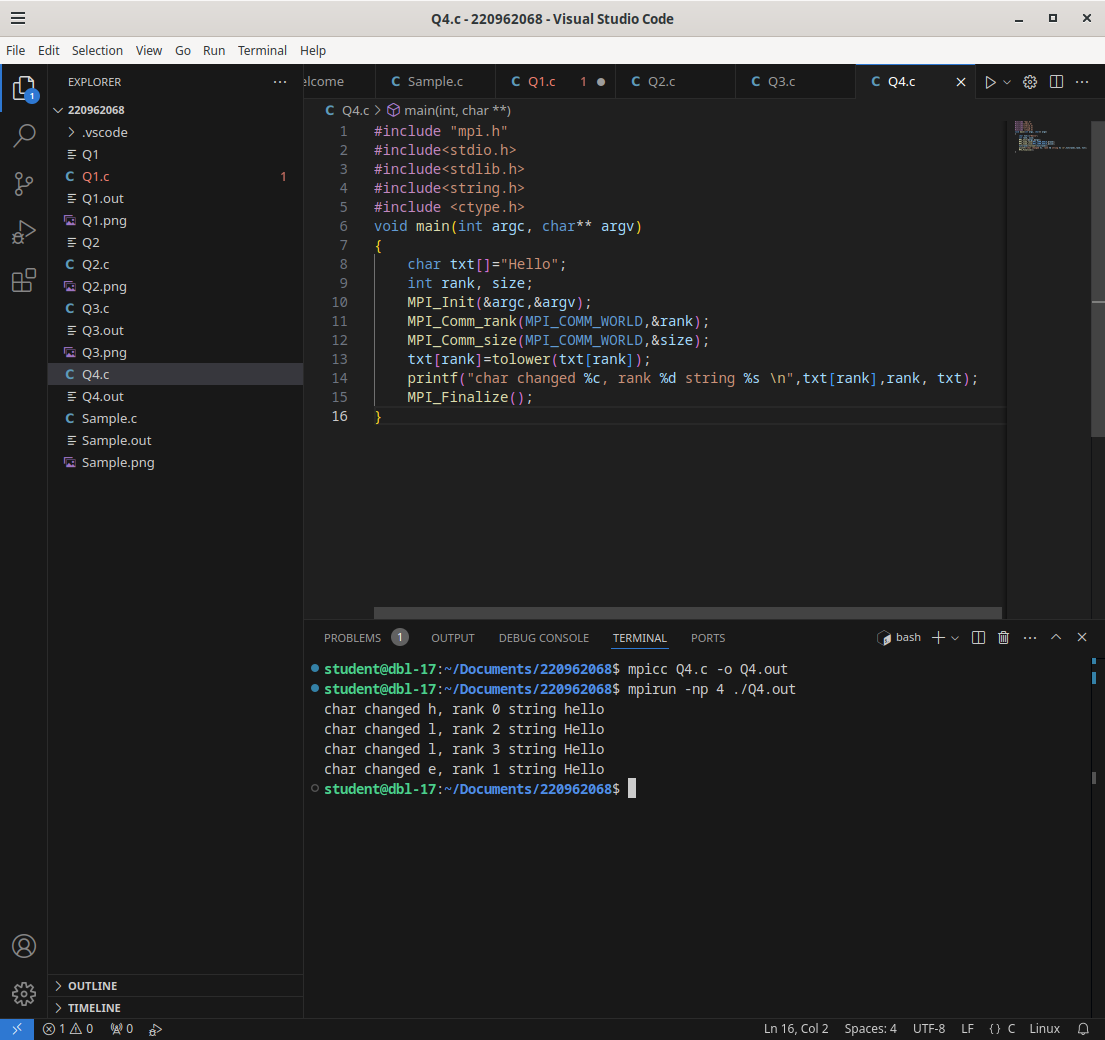 Q4.c - 220962068 - Visual Studio Code
File Edit Selection View Go Run Terminal Help
EXPLORER
elcome Sample.c Q1.c 1 Q2.c Q3.c Q4.c
1
220962068
.vscode
Q1
Q1.c 1
Q1.out
Q1.png
Q2
Q2.c
Q2.png
Q3.c
Q3.out
Q3.png
Q4.c
Q4.out
Sample.c
Sample.out
Sample.png
OUTLINE
TIMELINE
Q4.c > main(int, char **)
1 #include "mpi.h"
2 #include<stdio.h>
3 #include<stdlib.h>
4 #include<string.h>
5 #include <ctype.h>
6 void main(int argc, char** argv)
7 {
8 char txt[]="Hello";
9 int rank, size;
10 MPI_Init(&argc,&argv);
11 MPI_Comm_rank(MPI_COMM_WORLD,&rank);
12 MPI_Comm_size(MPI_COMM_WORLD,&size);
13 txt[rank]=tolower(txt[rank]);
14 printf("char changed %c, rank %d string %s \n",txt[rank],rank, txt);
15 MPI_Finalize();
16 }
PROBLEMS 1 OUTPUT DEBUG CONSOLE TERMINAL PORTS bash
student@dbl-17:~/Documents/220962068$ mpicc Q4.c -o Q4.out
student@dbl-17:~/Documents/220962068$ mpirun -np 4 ./Q4.out
char changed h, rank 0 string hello
char changed l, rank 2 string Hello
char changed l, rank 3 string Hello
char changed e, rank 1 string Hello
student@dbl-17:~/Documents/220962068$
1 0 0 Ln 16, Col 2 Spaces: 4 UTF-8 LF {} C Linux